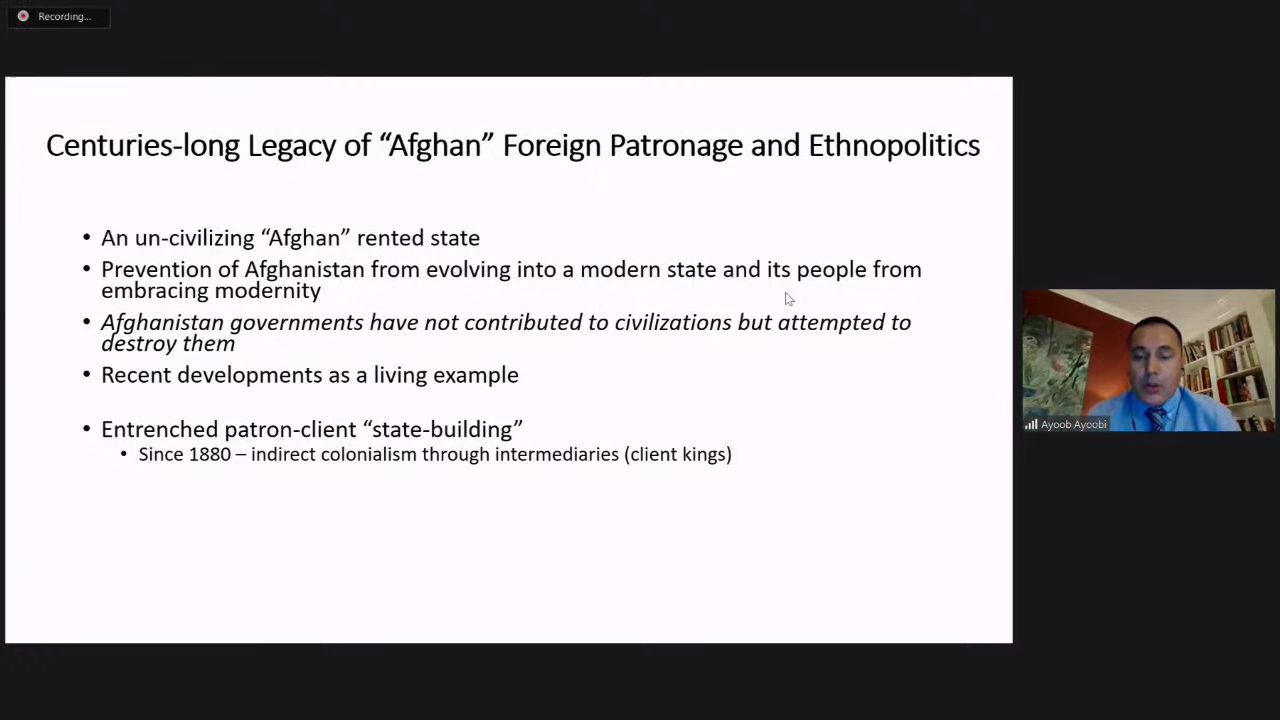 Recording...
Centuries-long Legacy of “Afghan” Foreign Patronage and Ethnopolitics
• An un-civilizing “Afghan” rented state
• Prevention of Afghanistan from evolving into a modern state and its people from
embracing modernity
• Afghanistan governments have not contributed to civilizations but attempted to
destroy them
• Recent developments as a living example
• Entrenched patron-client “state-building”
• Since 1880 – indirect colonialism through intermediaries (client kings)
Ayoob Ayoobi